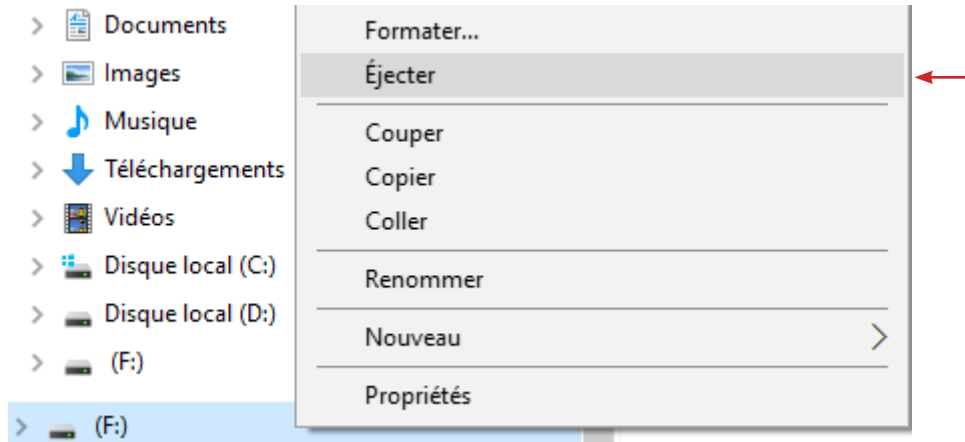 Documents
Images
Musique
Téléchargements
Vidéos
Disque local (C:)
Disque local (D:)
(F:)
(F:)
Formater...
Éjecter
Couper
Copier
Coller
Renommer
Nouveau
Propriétés